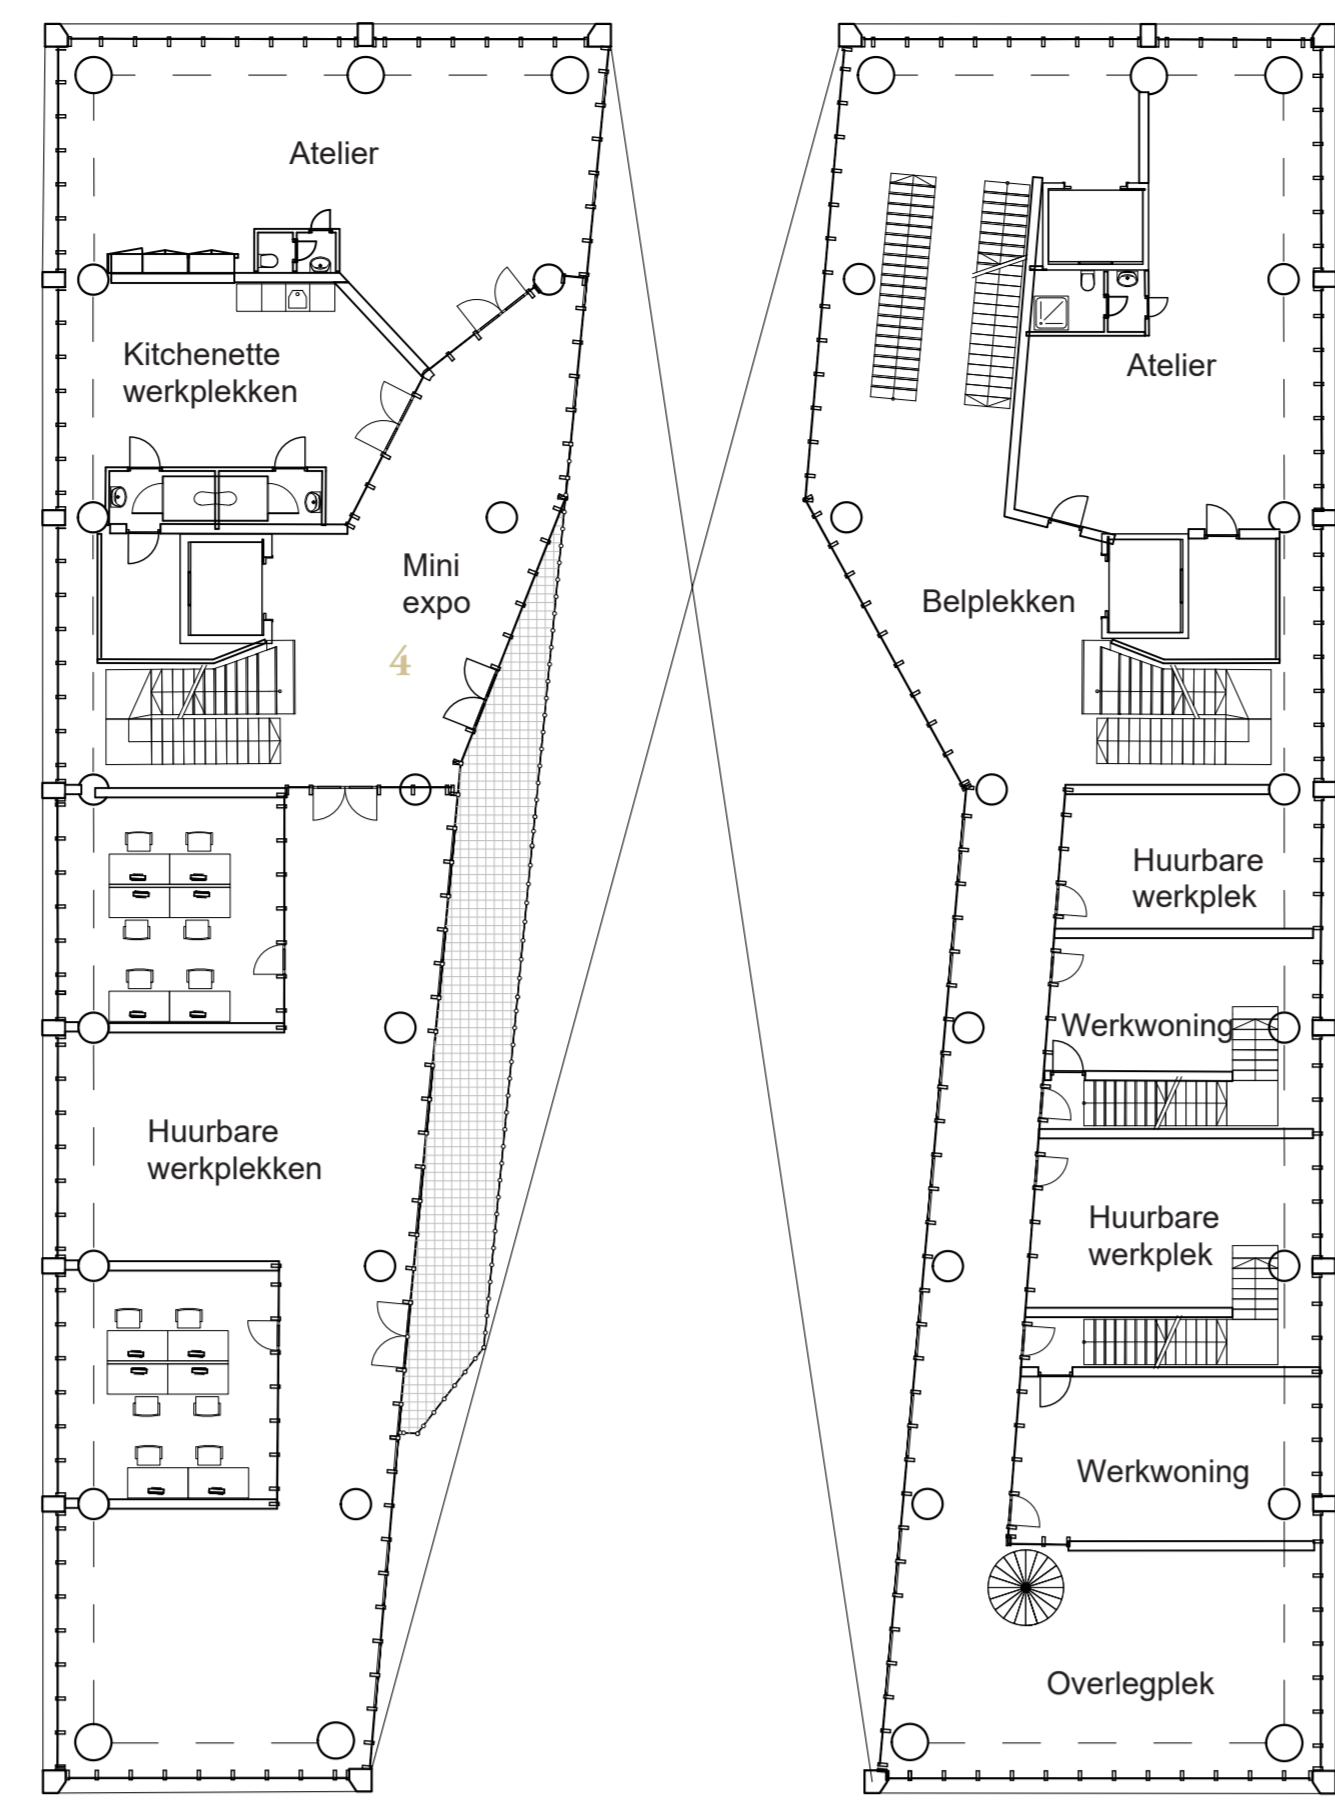 Atelier
Kitchenette
werkplekken
Mini
expo
4
Huurbare
werkplekken
Atelier
Belplekken
Huurbare
werkplek
Werkwoning
Huurbare
werkplek
Werkwoning
Overlegplek